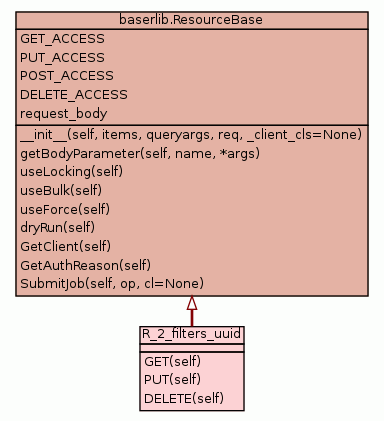 baserlib.ResourceBase
GET_ACCESS
PUT_ACCESS
POST_ACCESS
DELETE_ACCESS
request_body
__init__(self, items, queryargs, req, _client_cls=None)
getBodyParameter(self, name, *args)
useLocking(self)
useBulk(self)
useForce(self)
dryRun(self)
GetClient(self)
GetAuthReason(self)
SubmitJob(self, op, cl=None)
R_2_filters_uuid
GET(self)
PUT(self)
DELETE(self)